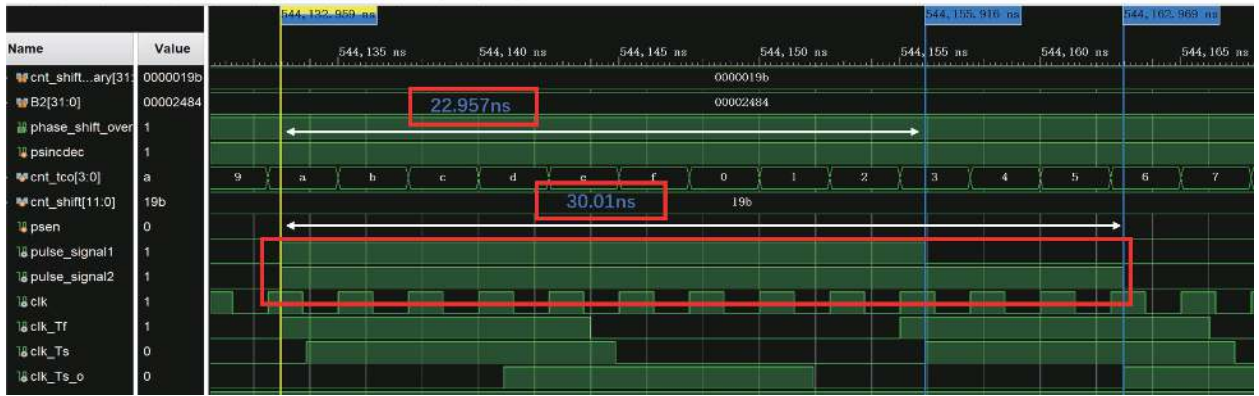 544,132.959 ns 544,155.916 ns 544,162.969 ns
Name Value
544,135 ns 544,140 ns 544,145 ns 544,150 ns 544,155 ns 544,160 ns 544,165 ns
cnt_shift...ary[31: 0000019b 0000019b
B2[31:0] 00002484 22.957ns 00002484
phase_shift_over 1
psincdec 1
cnt_tco[3:0] a 9 a b c d e f 0 1 2 3 4 5 6 7
cnt_shift[11:0] 19b 30.01ns 19b
psen 0
pulse_signal1 1
pulse_signal2 1
clk 1
clk_Tf 1
clk_Ts 0
clk_Ts_o 0